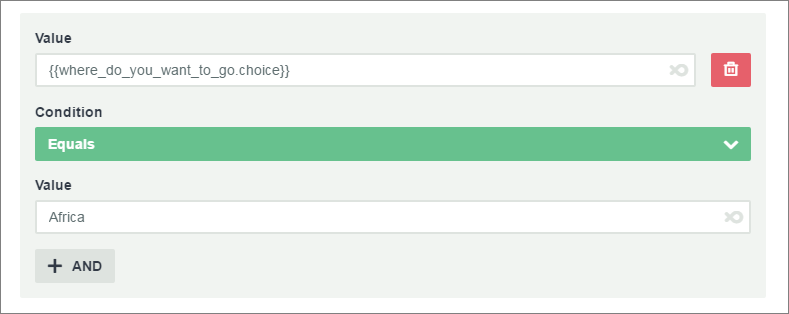 Value
{{where_do_you_want_to_go.choice}}
Condition
Equals
Value
Africa
AND